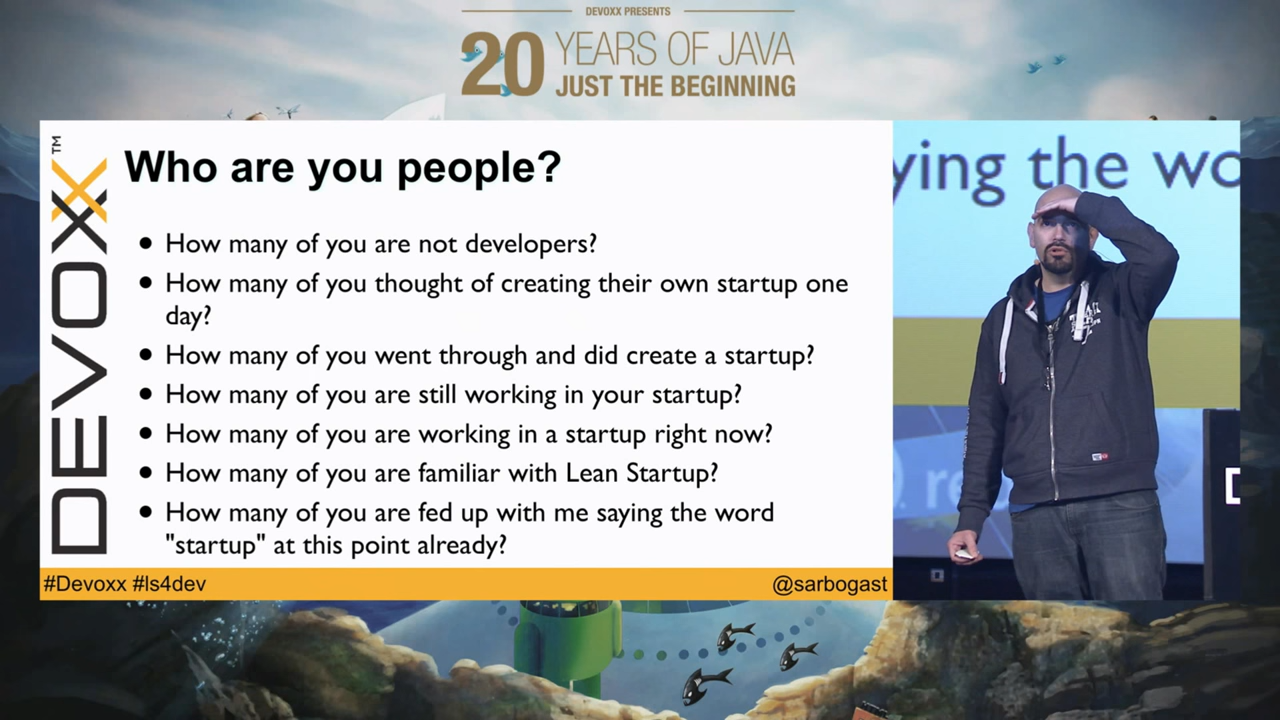 DEVOXX PRESENTS
20 YEARS OF JAVA
JUST THE BEGINNING
DEVOXX™
Who are you people?
• How many of you are not developers?
• How many of you thought of creating their own startup one
day?
• How many of you went through and did create a startup?
• How many of you are still working in your startup?
• How many of you are working in a startup right now?
• How many of you are familiar with Lean Startup?
• How many of you are fed up with me saying the word
"startup" at this point already?
#Devoxx #ls4dev
@sarbogast
ying the wo
re
D